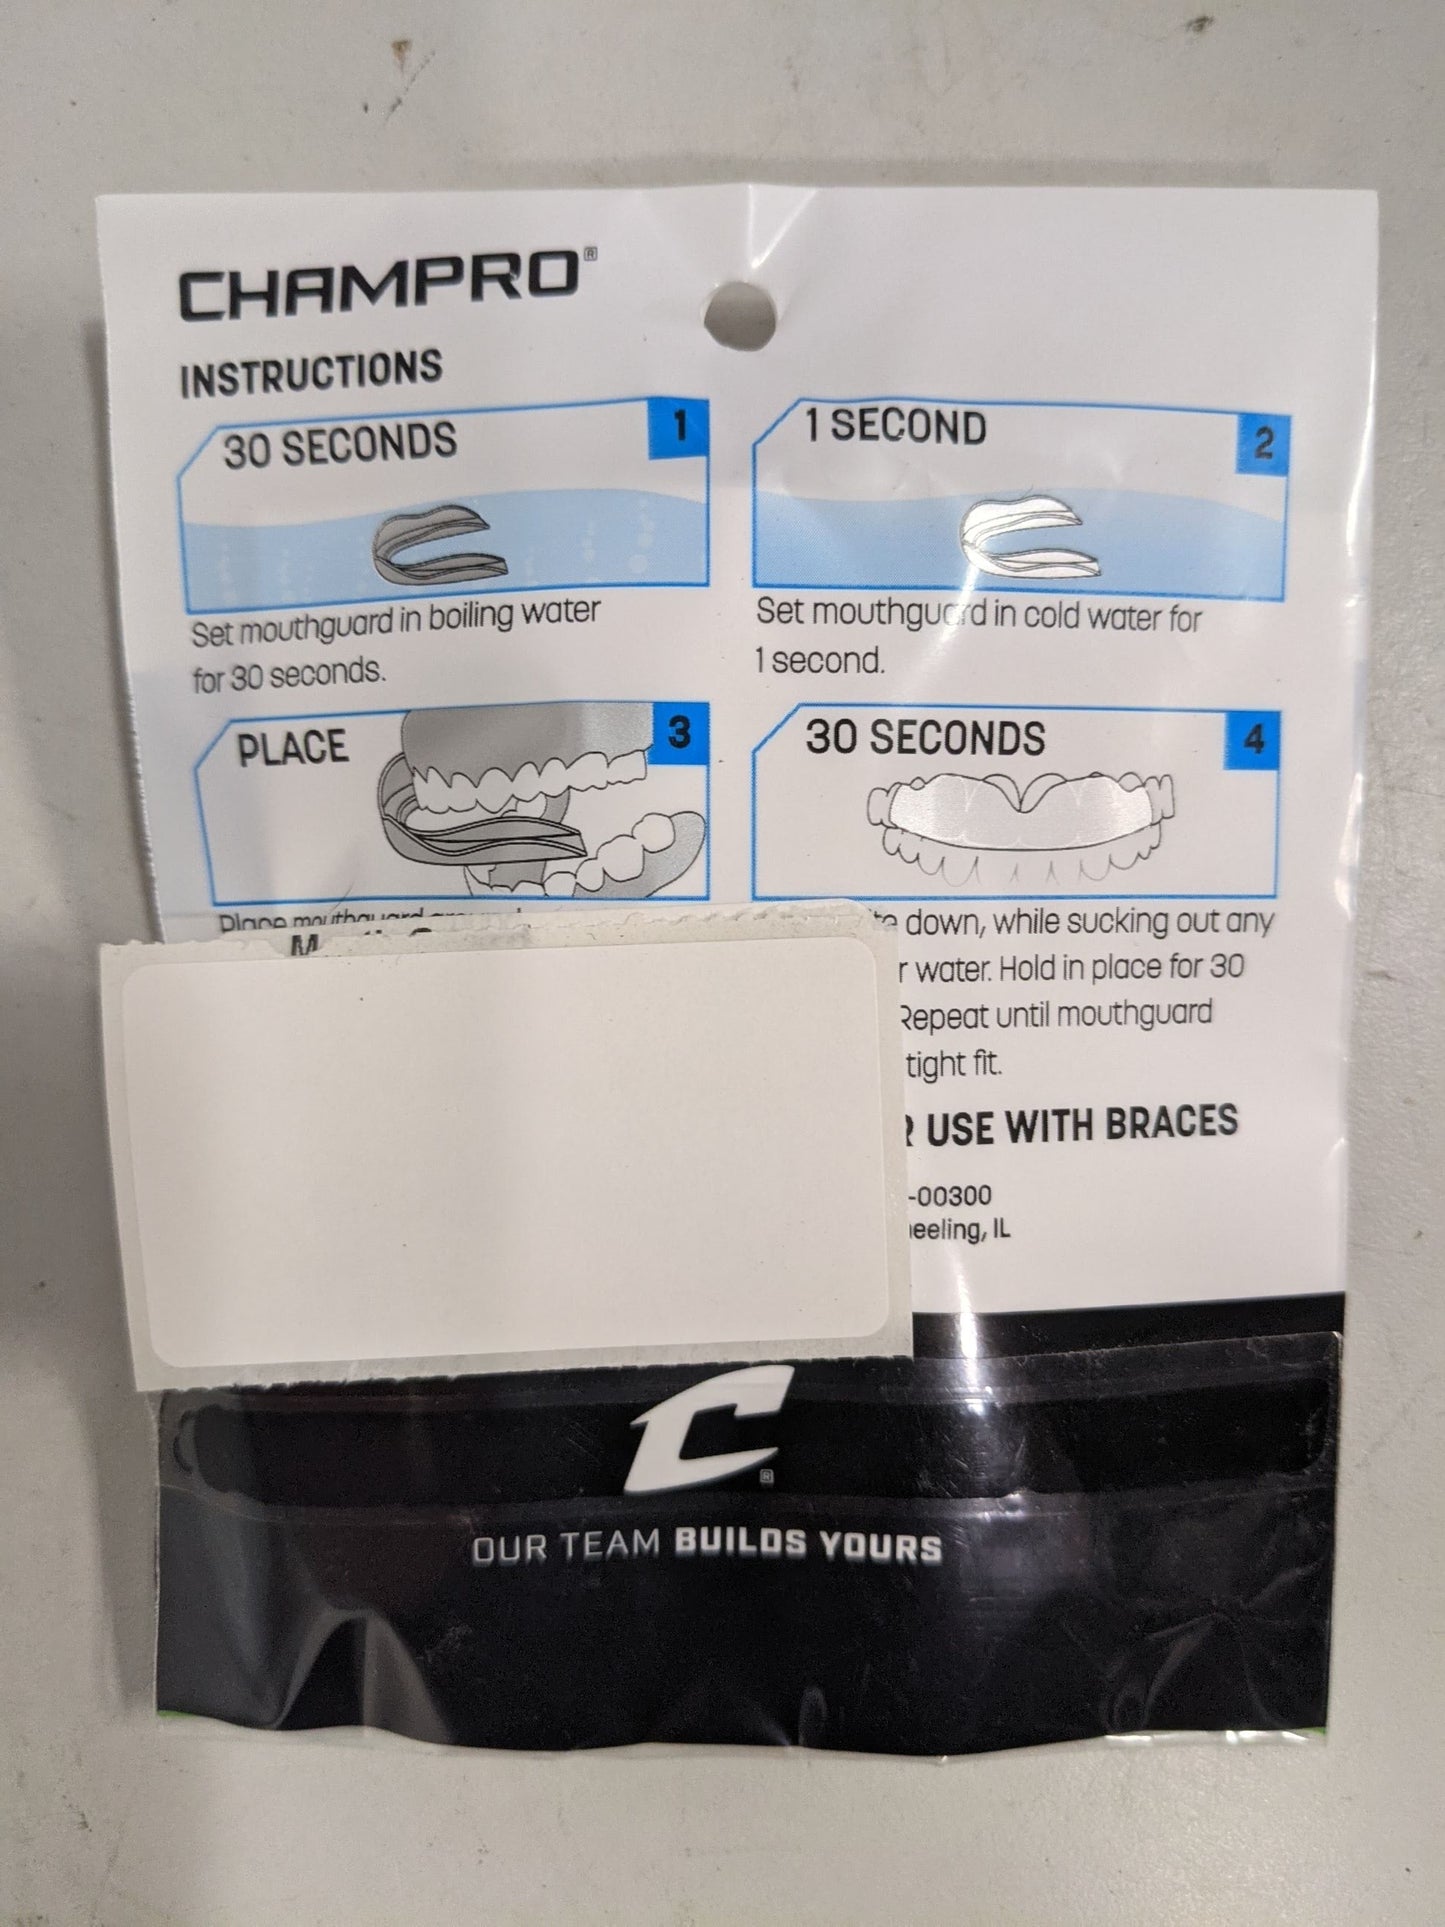 CHAMPRO®
INSTRUCTIONS
30 SECONDS
1
Set mouthguard in boiling water
for 30 seconds.
1 SECOND
2
Set mouthguard in cold water for
1 second.
PLACE
3
Place mouthguard
30 SECONDS
4
down, while sucking out any
water. Hold in place for 30
Repeat until mouthguard
tight fit.
USE WITH BRACES
-00300
IL
C®
OUR TEAM BUILDS YOURS